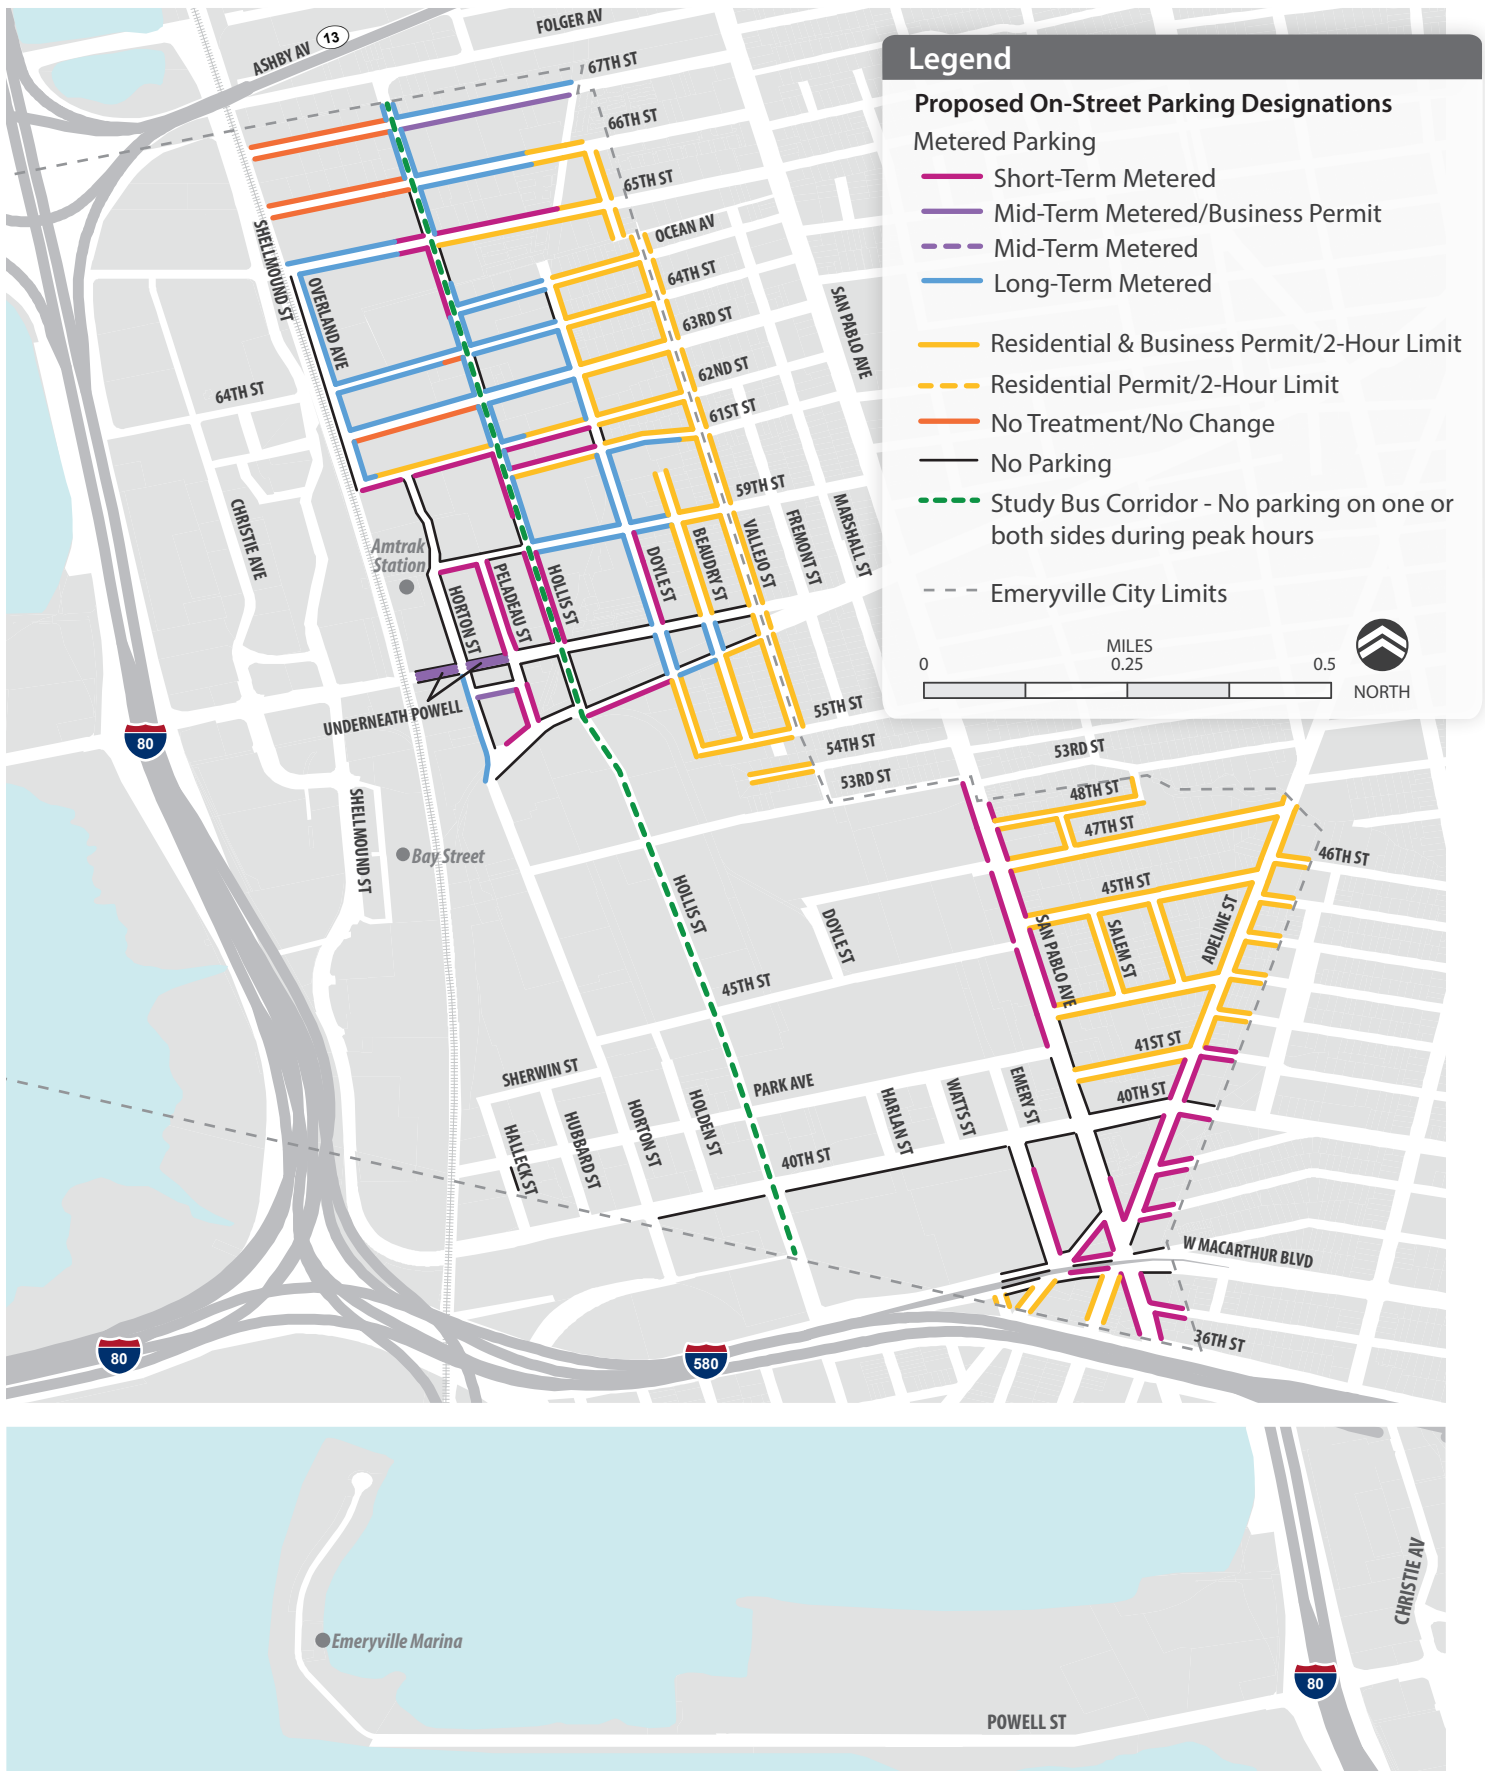 FOLGER AV
13
ASHBY AV
67TH ST
66TH ST
65TH ST
OCEAN AV
64TH ST
63RD ST
62ND ST
61ST ST
59TH ST
SHELLMOUND ST
OVERLAND AVE
SAN PABLO AVE
64TH ST
CHRISTIE AVE
Amtrak
Station
HORTON ST
PELADEAU ST
HOLLIS ST
DOYLE ST
BEAUDRY ST
VALLEJO ST
FREMONT ST
MARSHALL ST
UNDERNEATH POWELL
55TH ST
54TH ST
53RD ST
53RD ST
80
SHELLMOUND ST
Bay Street
48TH ST
47TH ST
46TH ST
45TH ST
HOLLIS ST
DOYLE ST
SAN PABLO AVE
SALEM ST
ADELINE ST
45TH ST
41ST ST
40TH ST
SHERWIN ST
PARK AVE
HALLECK ST
HUBBARD ST
HORTON ST
HOLDEN ST
HARLAN ST
WATTS ST
EMERY ST
40TH ST
W MACARTHUR BLVD
36TH ST
80
580
Legend
Proposed On-Street Parking Designations
Metered Parking
Short-Term Metered
Mid-Term Metered/Business Permit
Mid-Term Metered
Long-Term Metered
Residential & Business Permit/2-Hour Limit
Residential Permit/2-Hour Limit
No Treatment/No Change
No Parking
Study Bus Corridor - No parking on one or
both sides during peak hours
Emeryville City Limits
MILES
0 0.25 0.5
NORTH
Emeryville Marina
POWELL ST
CHRISTIE AV
80